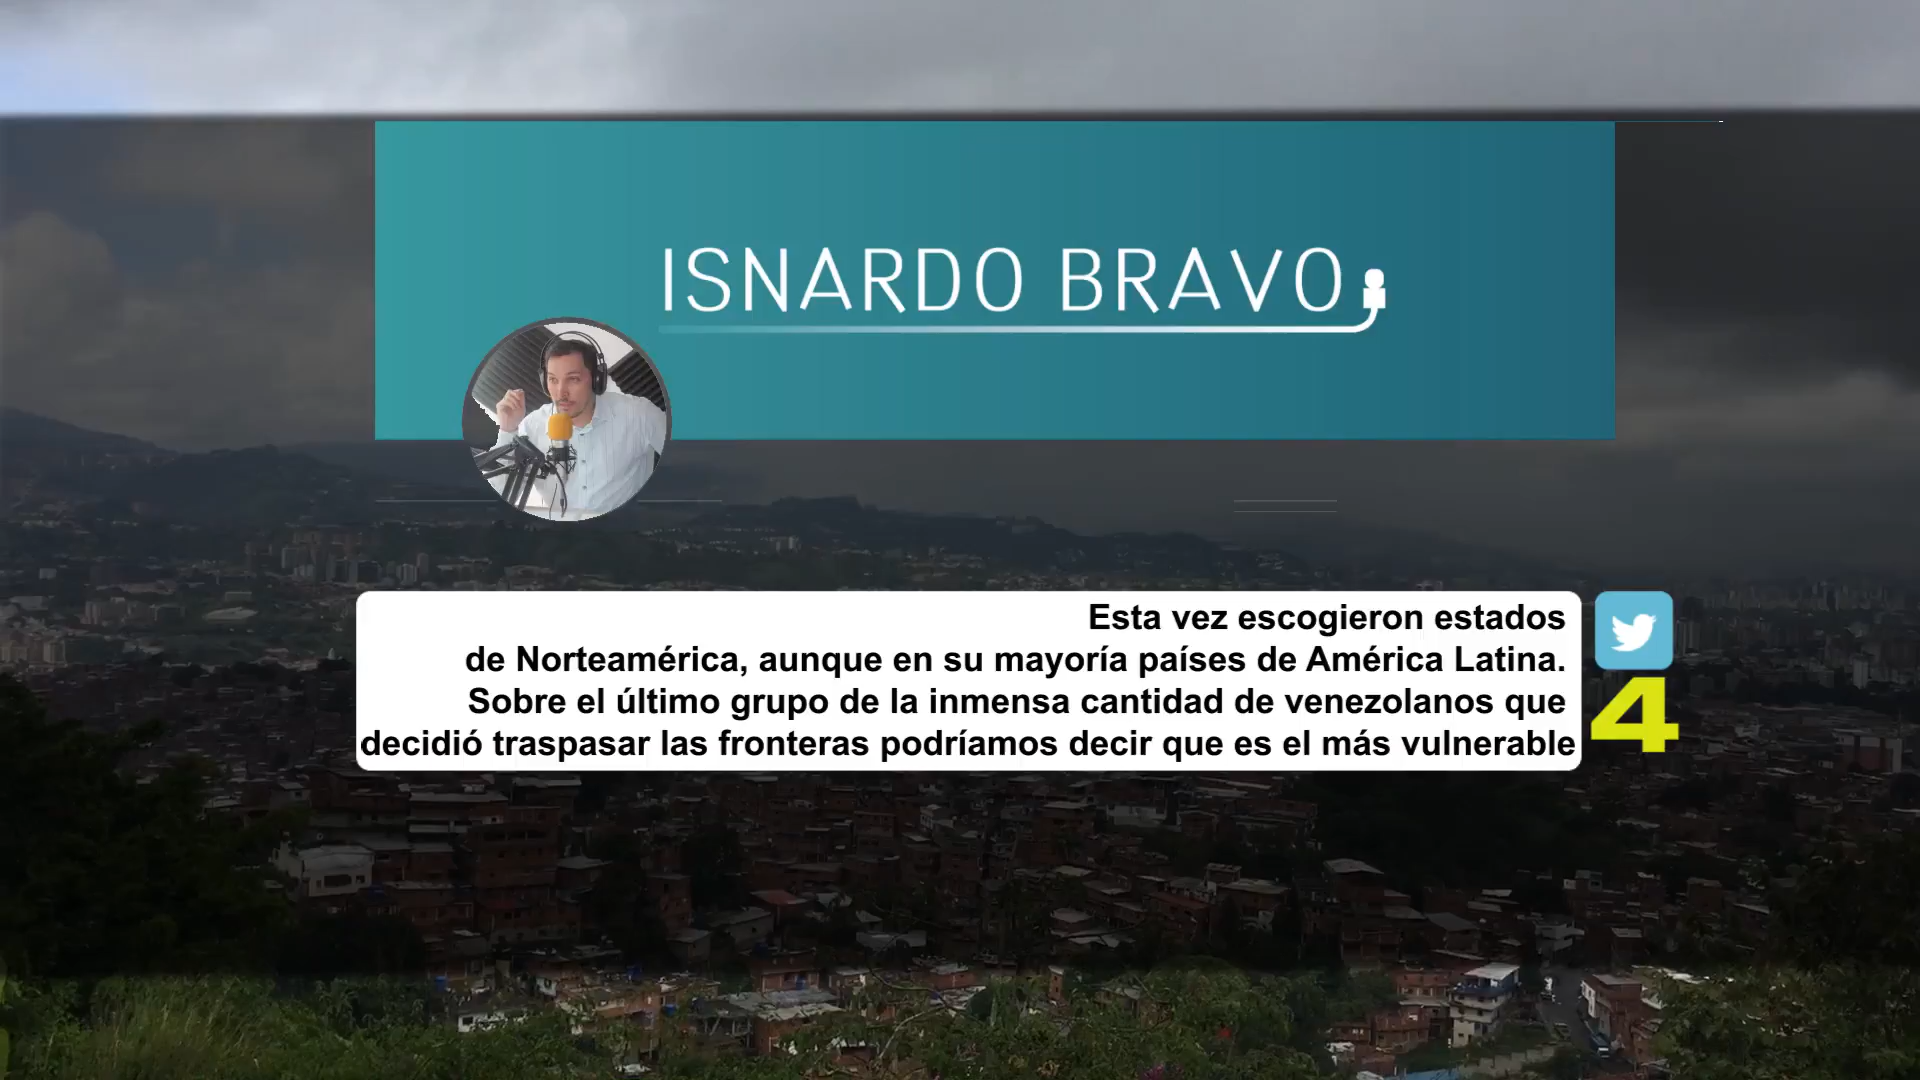 ISNARDO BRAVO
Esta vez escogieron estados
de Norteamérica, aunque en su mayoría países de América Latina.
Sobre el último grupo de la inmensa cantidad de venezolanos que
decidió traspasar las fronteras podríamos decir que es el más vulnerable
4